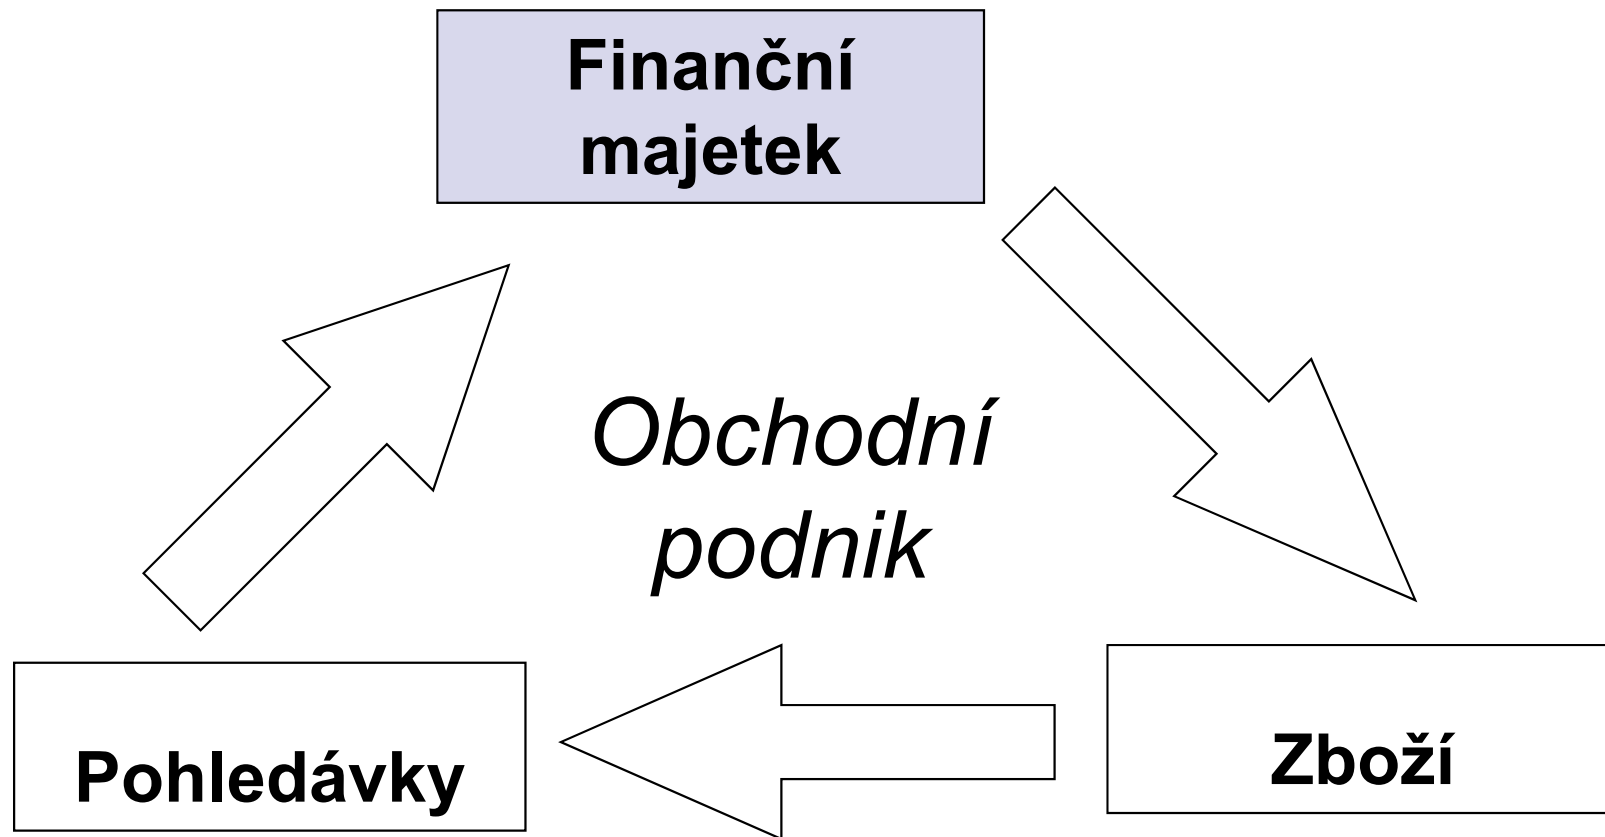 Finanční
majetek
Obchodní
podnik
Pohledávky
Zboží